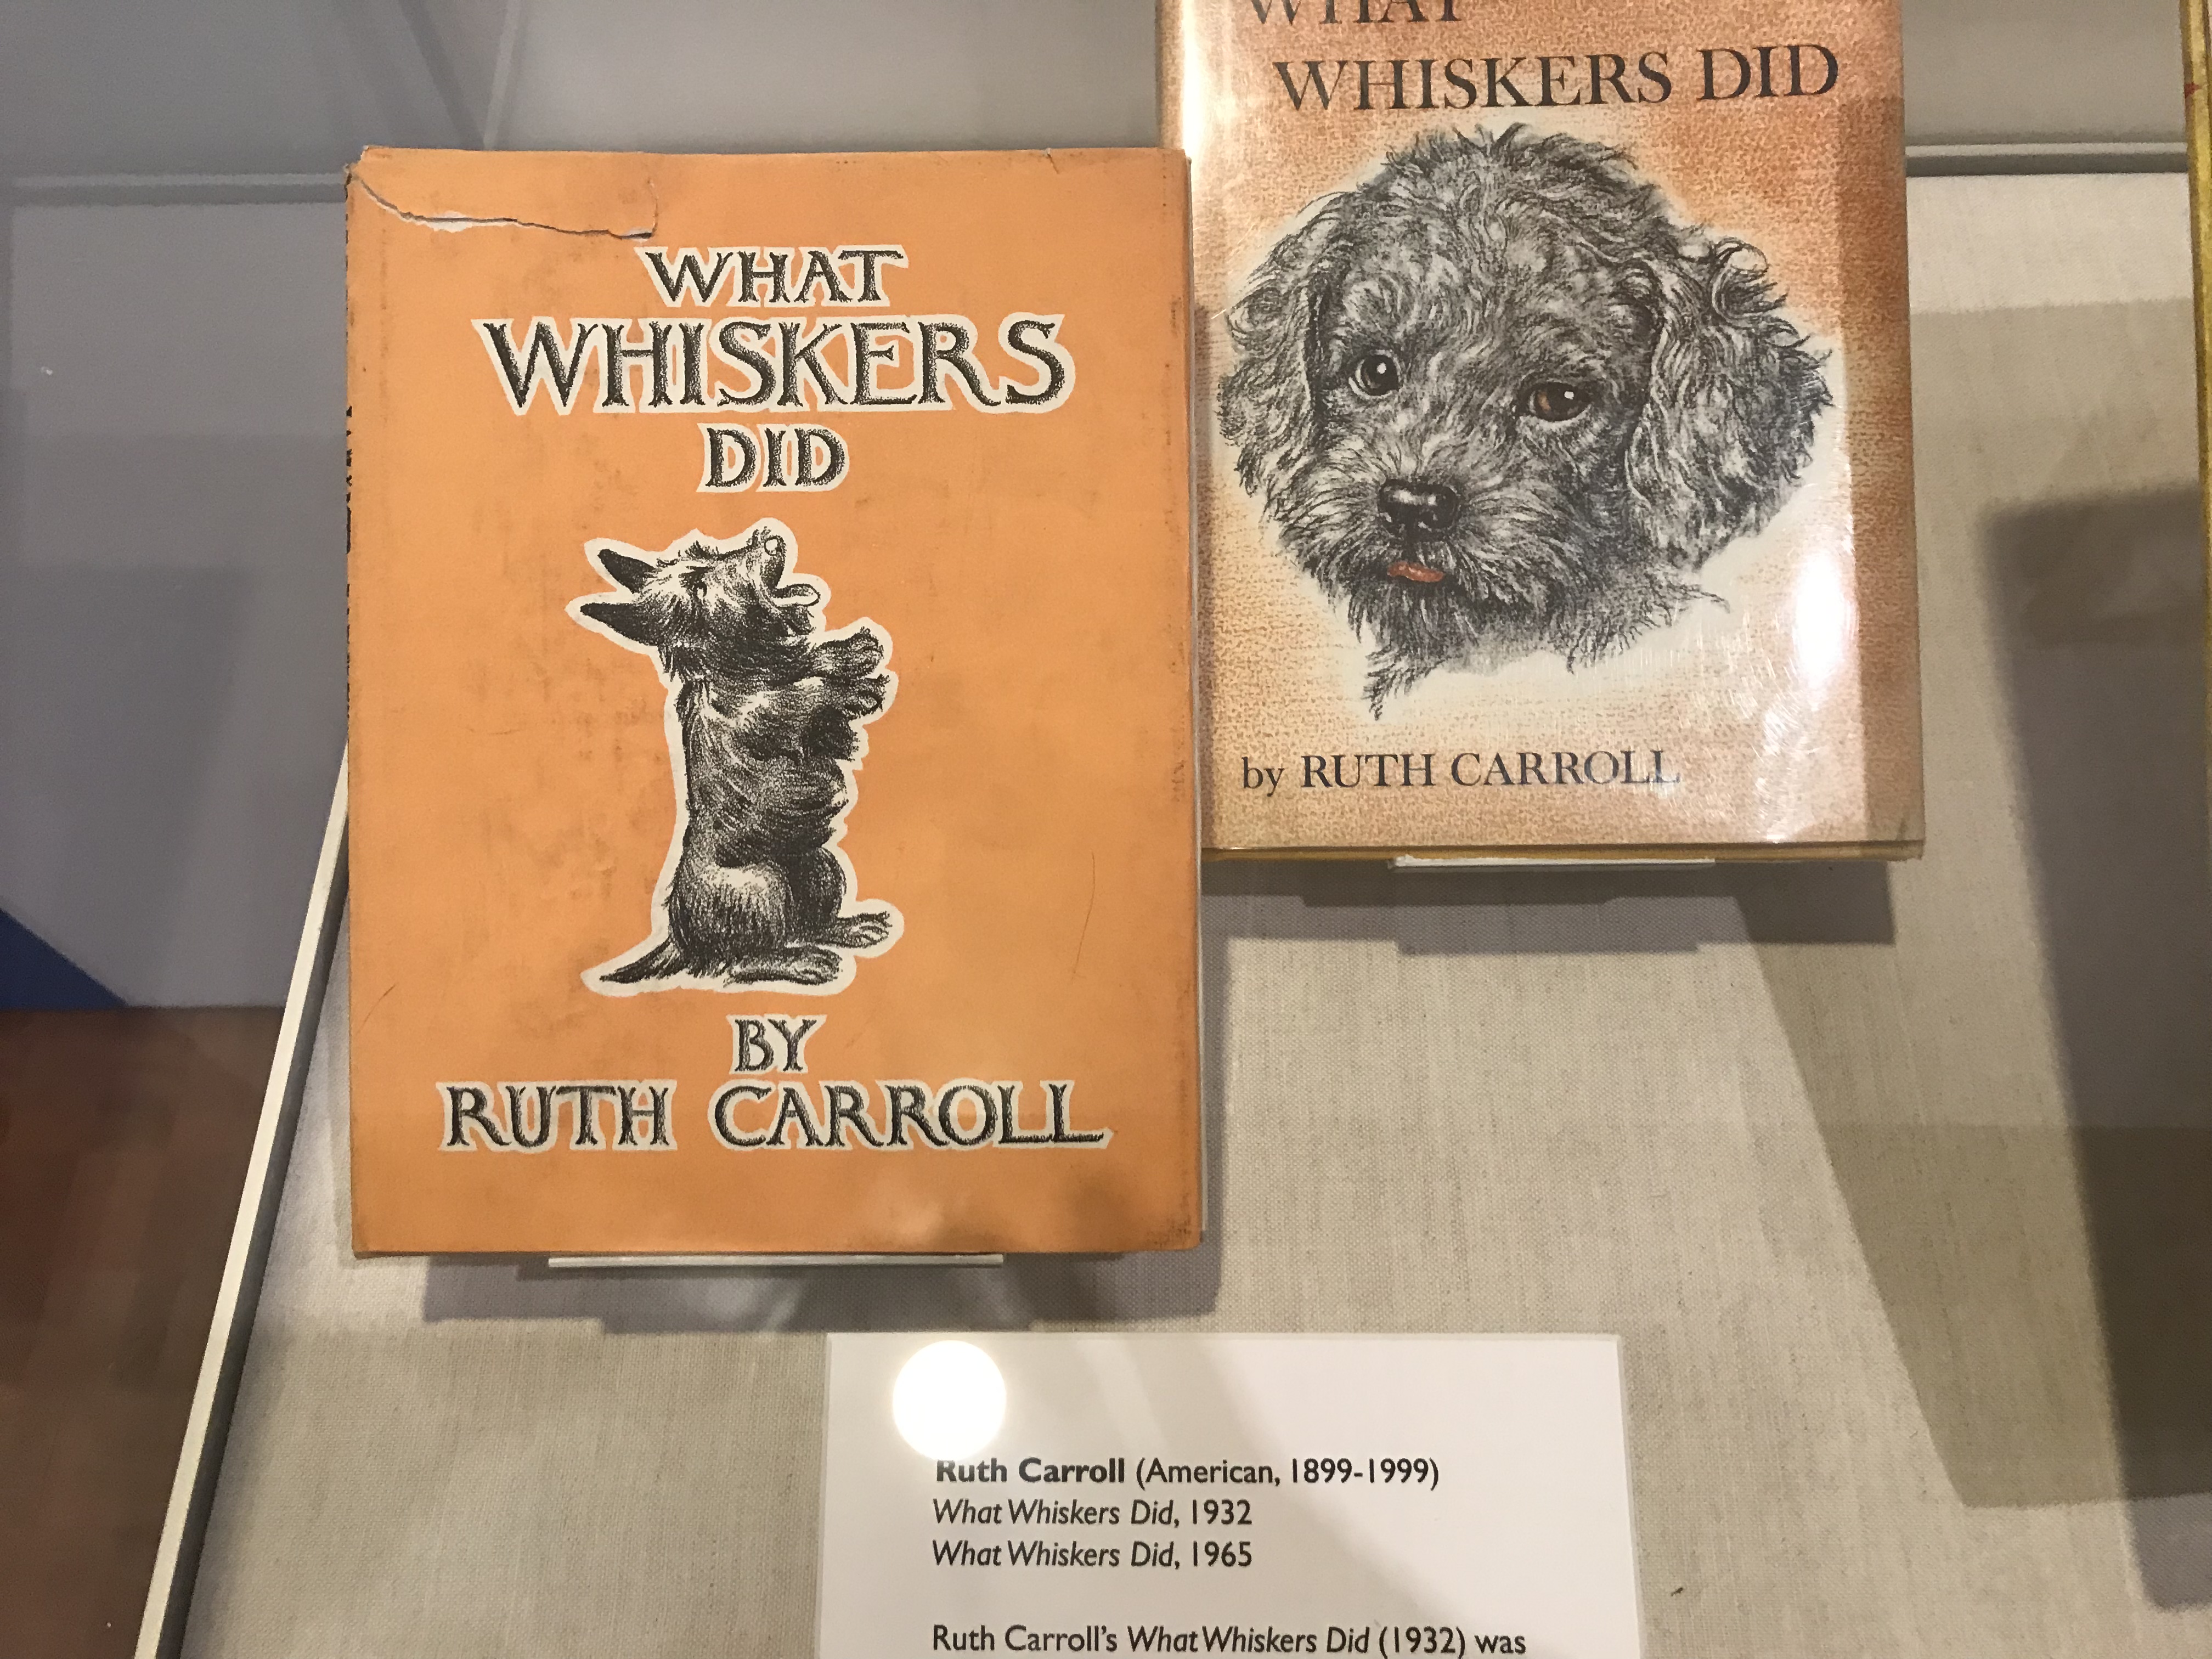 WHAT
WHISKERS
DID
BY
RUTH CARROLL
WHAT
WHISKERS DID
by RUTH CARROLL
Ruth Carroll (American, 1899-1999)
What Whiskers Did, 1932
What Whiskers Did, 1965
Ruth Carroll's What Whiskers Did (1932) was